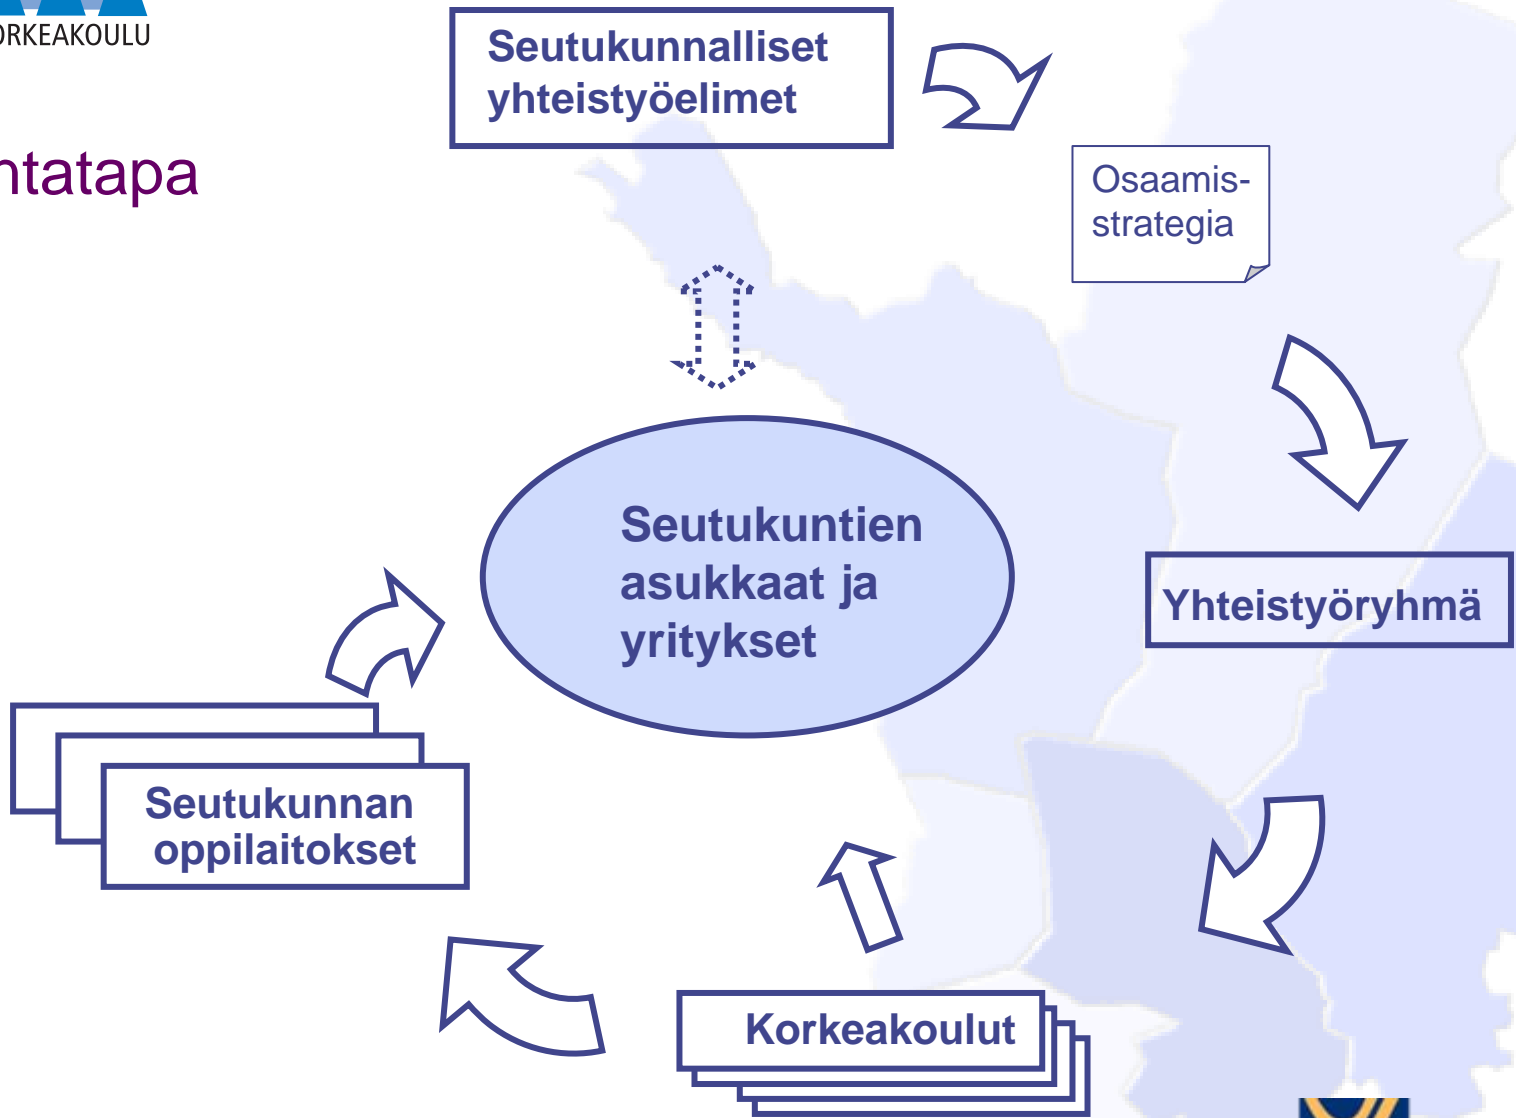 ORKEAKOULU
ntatapa
Seutukunnalliset
yhteistyöelimet
Osaamis-
strategia
Seutukuntien
asukkaat ja
yritykset
Yhteistyöryhmä
Seutukunnan
oppilaitokset
Korkeakoulut